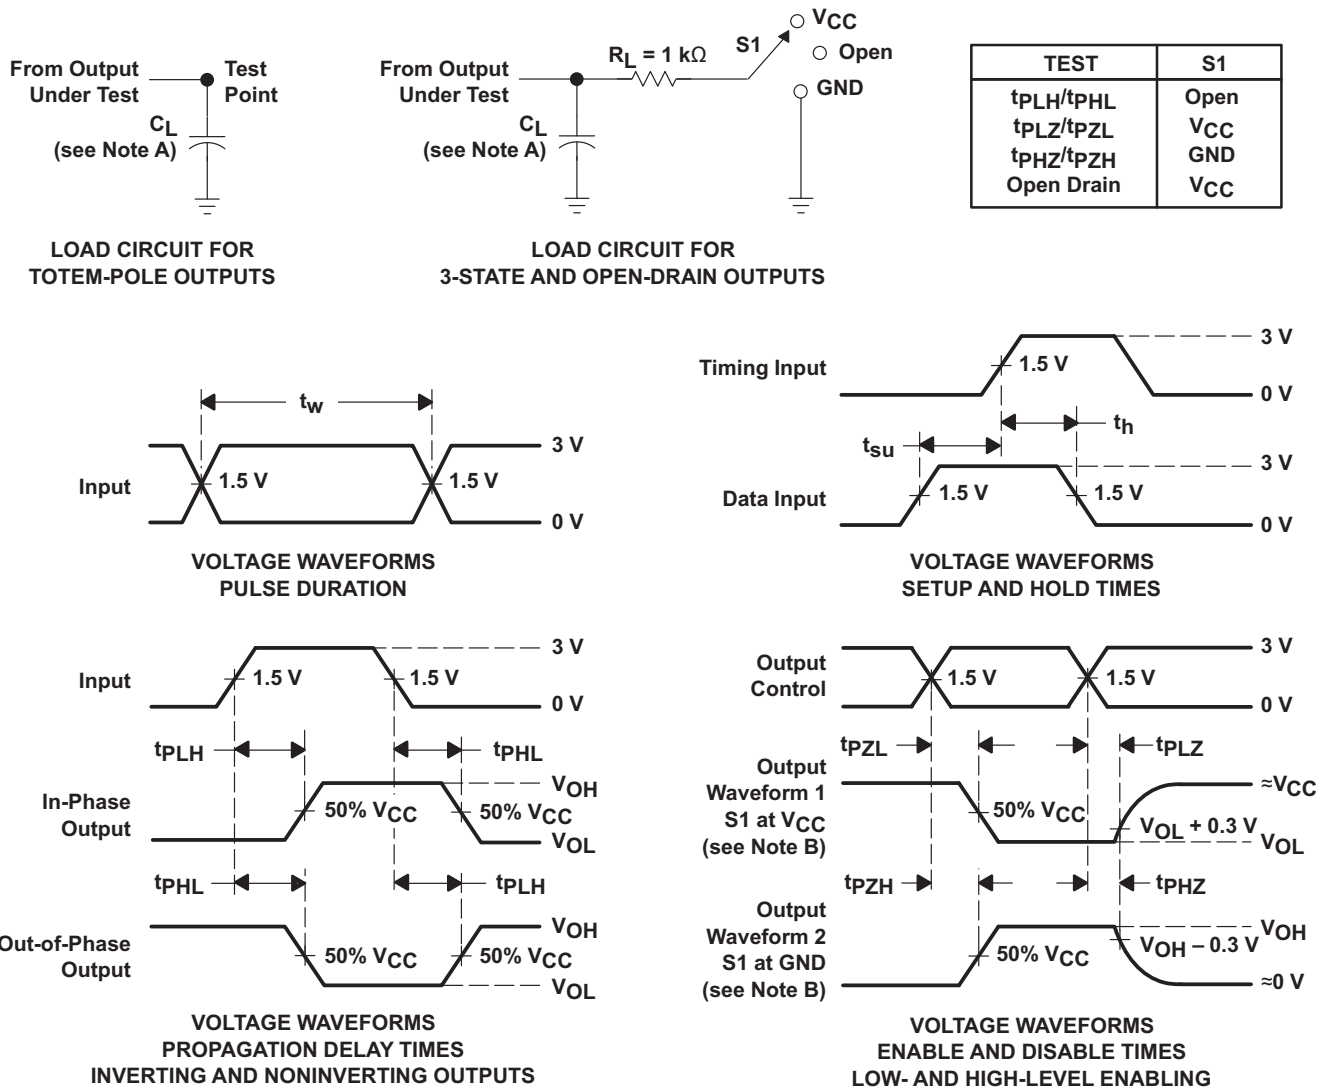 From Output
Under Test
Test
Point
CL
(see Note A)
LOAD CIRCUIT FOR
TOTEM-POLE OUTPUTS
From Output
Under Test
RL = 1 kΩ
S1
VCC
Open
GND
CL
(see Note A)
LOAD CIRCUIT FOR
3-STATE AND OPEN-DRAIN OUTPUTS
TEST S1
tPLH/tPHL Open
tPLZ/tPZL VCC
tPHZ/tPZH GND
Open Drain VCC
tw
Input
1.5 V
1.5 V
3 V
0 V
VOLTAGE WAVEFORMS
PULSE DURATION
Timing Input
1.5 V
3 V
0 V
tsu
th
Data Input
1.5 V
1.5 V
3 V
0 V
VOLTAGE WAVEFORMS
SETUP AND HOLD TIMES
Input
1.5 V
1.5 V
3 V
0 V
tPLH
tPHL
In-Phase
Output
50% VCC
50% VCC
VOH
VOL
tPHL
tPLH
Out-of-Phase
Output
50% VCC
50% VCC
VOH
VOL
VOLTAGE WAVEFORMS
PROPAGATION DELAY TIMES
INVERTING AND NONINVERTING OUTPUTS
Output
Control
1.5 V
1.5 V
3 V
0 V
tPZL
tPLZ
Output
Waveform 1
S1 at VCC
(see Note B)
50% VCC
VOL + 0.3 V
≈VCC
VOL
tPZH
tPHZ
Output
Waveform 2
S1 at GND
(see Note B)
50% VCC
VOH – 0.3 V
VOH
≈0 V
VOLTAGE WAVEFORMS
ENABLE AND DISABLE TIMES
LOW- AND HIGH-LEVEL ENABLING